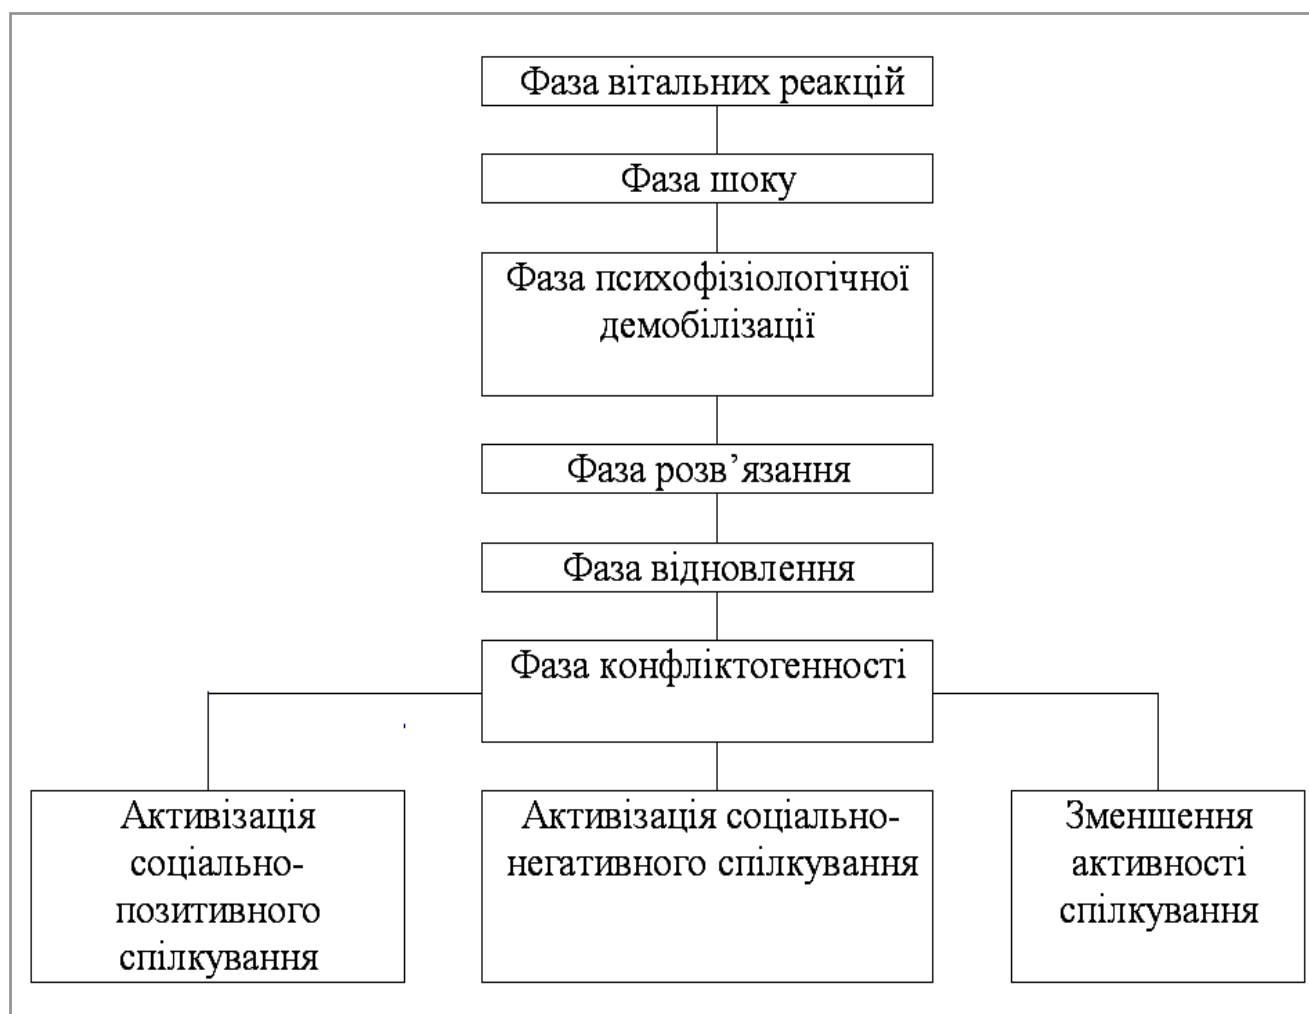 Фаза вітальних реакцій
Фаза шоку
Фаза психофізіологічної
демобілізації
Фаза розв’язання
Фаза відновлення
Фаза конфліктогенності
Активізація
соціально-
позитивного
спілкування
Активізація соціально-
негативного спілкування
Зменшення
активності
спілкування